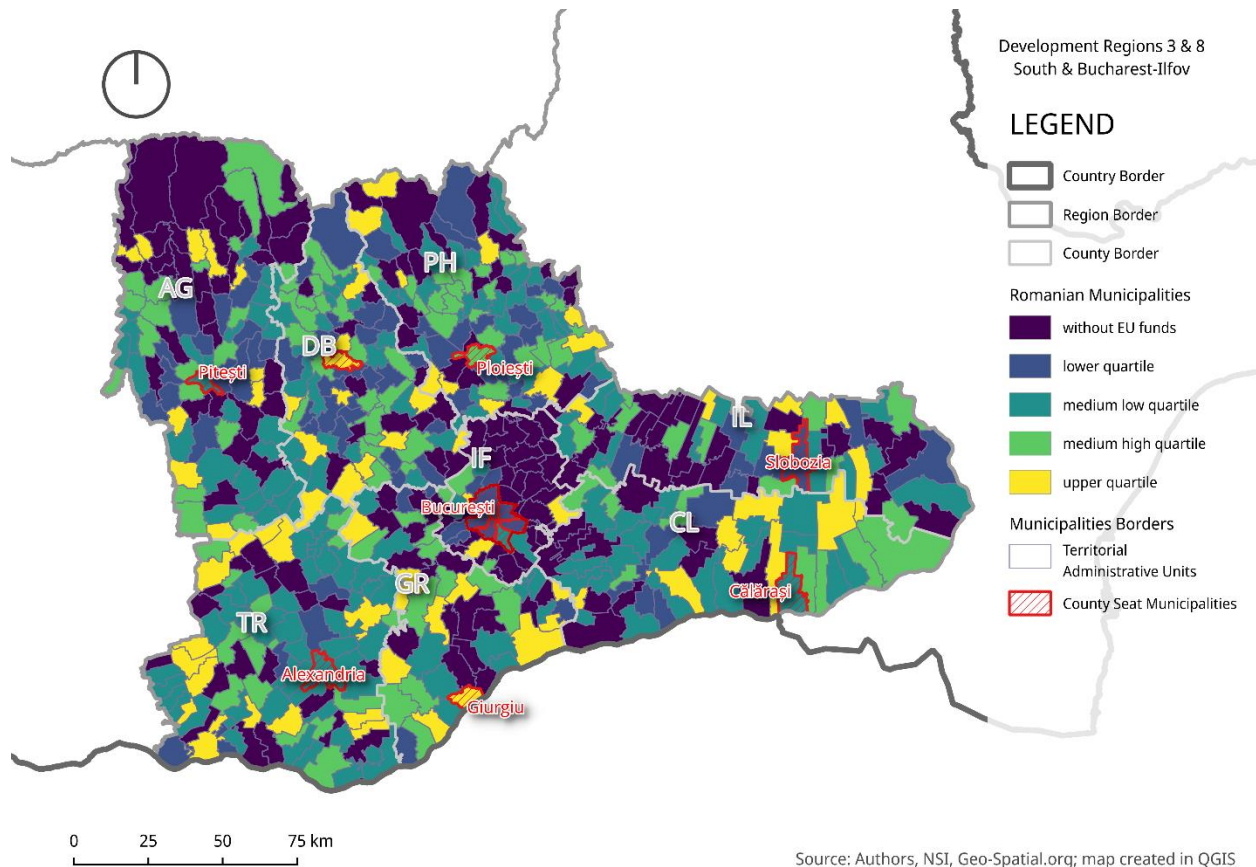 Development Regions 3 & 8
South & Bucharest-Ilfov
LEGEND
Country Border
Region Border
County Border
Romanian Municipalities
without EU funds
lower quartile
medium low quartile
medium high quartile
upper quartile
Municipalities Borders
Territorial
Administrative Units
County Seat Municipalities
PH
AG
DB
Ploiești
Pitești
IL
IF
Slobozia
București
CL
GR
Călărași
TR
Alexandria
Giurgiu
0 25 50 75 km
Source: Authors, NSI, Geo-Spatial.org; map created in QGIS